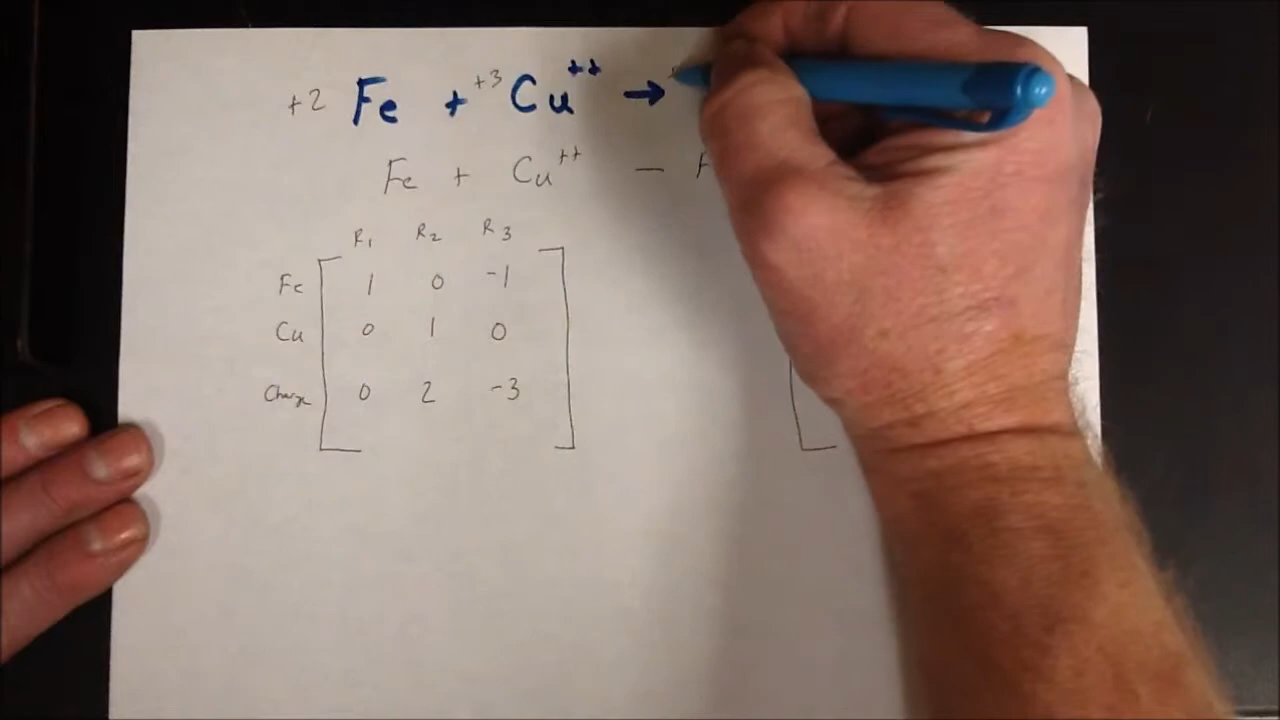 +2 Fe + +3 Cu++ →
Fe + Cu++ —
R1 R2 R3
Fe 1 0 -1
Cu 0 1 0
Charge 0 2 -3